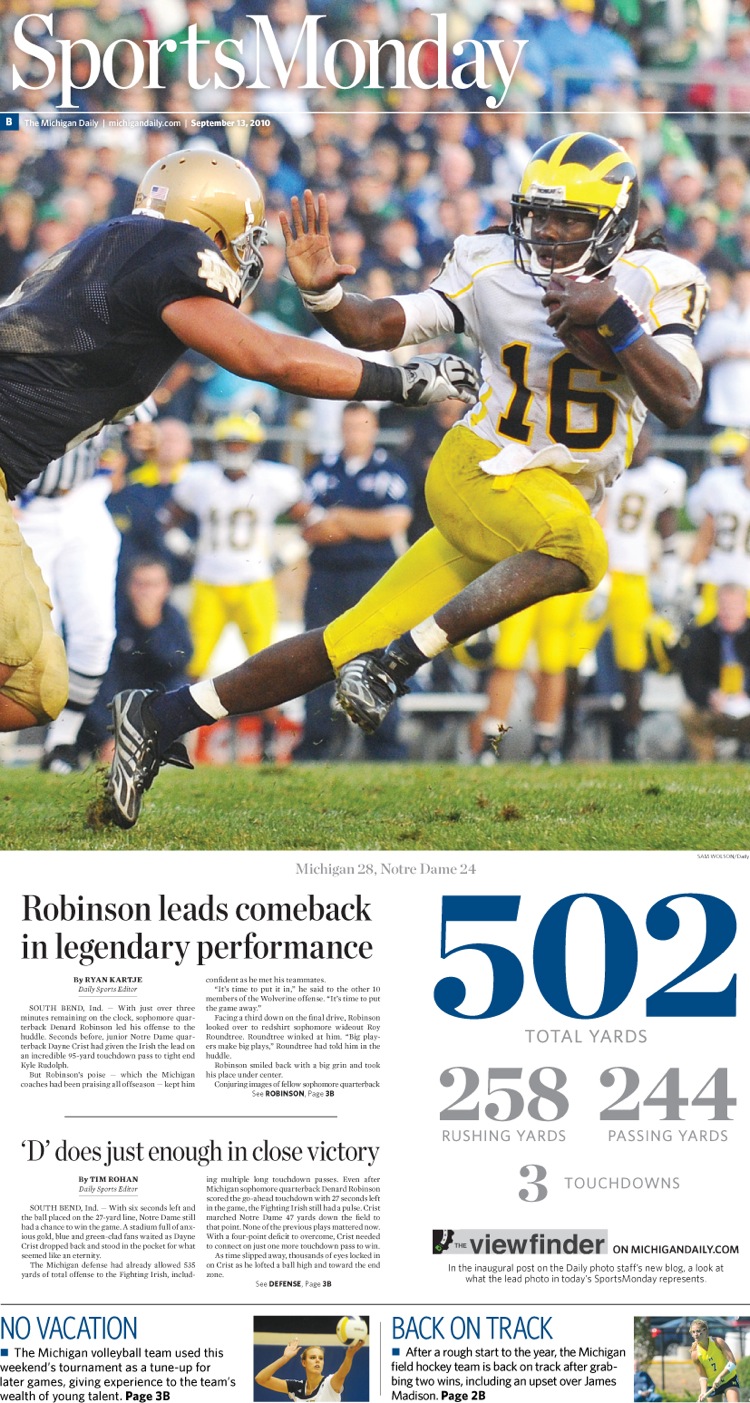 SportsMonday
B The Michigan Daily | michigandaily.com | September 13, 2010
16
10
8
SAM WOLSON/Daily
Michigan 28, Notre Dame 24
Robinson leads comeback
in legendary performance
By RYAN KARTJE
Daily Sports Editor
SOUTH BEND, Ind. — With just over three
minutes remaining on the clock, sophomore quar-
terback Denard Robinson led his offense to the
huddle. Seconds before, junior Notre Dame quar-
terback Dayne Crist had given the Irish the lead on
an incredible 95-yard touchdown pass to tight end
Kyle Rudolph.
But Robinson's poise — which the Michigan
coaches had been praising all offseason — kept him
confident as he met his teammates.
"It's time to put it in," he said to the other 10
members of the Wolverine offense. "It's time to put
the game away."
Facing a third down on the final drive, Robinson
looked over to redshirt sophomore wideout Roy
Roundtree. Roundtree winked at him. "Big play-
ers make big plays," Roundtree had told him in the
huddle.
Robinson smiled back with a big grin and took
his place under center.
Conjuring images of fellow sophomore quarterback
See ROBINSON, Page 3B
502
TOTAL YARDS
258 244
RUSHING YARDS PASSING YARDS
3 TOUCHDOWNS
'D' does just enough in close victory
By TIM ROHAN
Daily Sports Editor
SOUTH BEND, Ind. — With six seconds left and
the ball placed on the 27-yard line, Notre Dame still
had a chance to win the game. A stadium full of anx-
ious gold, blue and green-clad fans waited as Dayne
Crist dropped back and stood in the pocket for what
seemed like an eternity.
The Michigan defense had already allowed 535
yards of total offense to the Fighting Irish, includ-
ing multiple long touchdown passes. Even after
Michigan sophomore quarterback Denard Robinson
scored the go-ahead touchdown with 27 seconds left
in the game, the Fighting Irish still had a pulse. Crist
marched Notre Dame 47 yards down the field to
that point. None of the previous plays mattered now.
With a four-point deficit to overcome, Crist needed
to connect on just one more touchdown pass to win.
As time slipped away, thousands of eyes locked in
on Crist as he lofted a ball high and toward the end
zone.
See DEFENSE, Page 3B
THE viewfinder ON MICHIGANDAILY.COM
In the inaugural post on the Daily photo staff's new blog, a look at
what the lead photo in today's SportsMonday represents.
NO VACATION
■ The Michigan volleyball team used this
weekend's tournament as a tune-up for
later games, giving experience to the team's
wealth of young talent. Page 3B
BACK ON TRACK
■ After a rough start to the year, the Michigan
field hockey team is back on track after grab-
bing two wins, including an upset over James
Madison. Page 2B